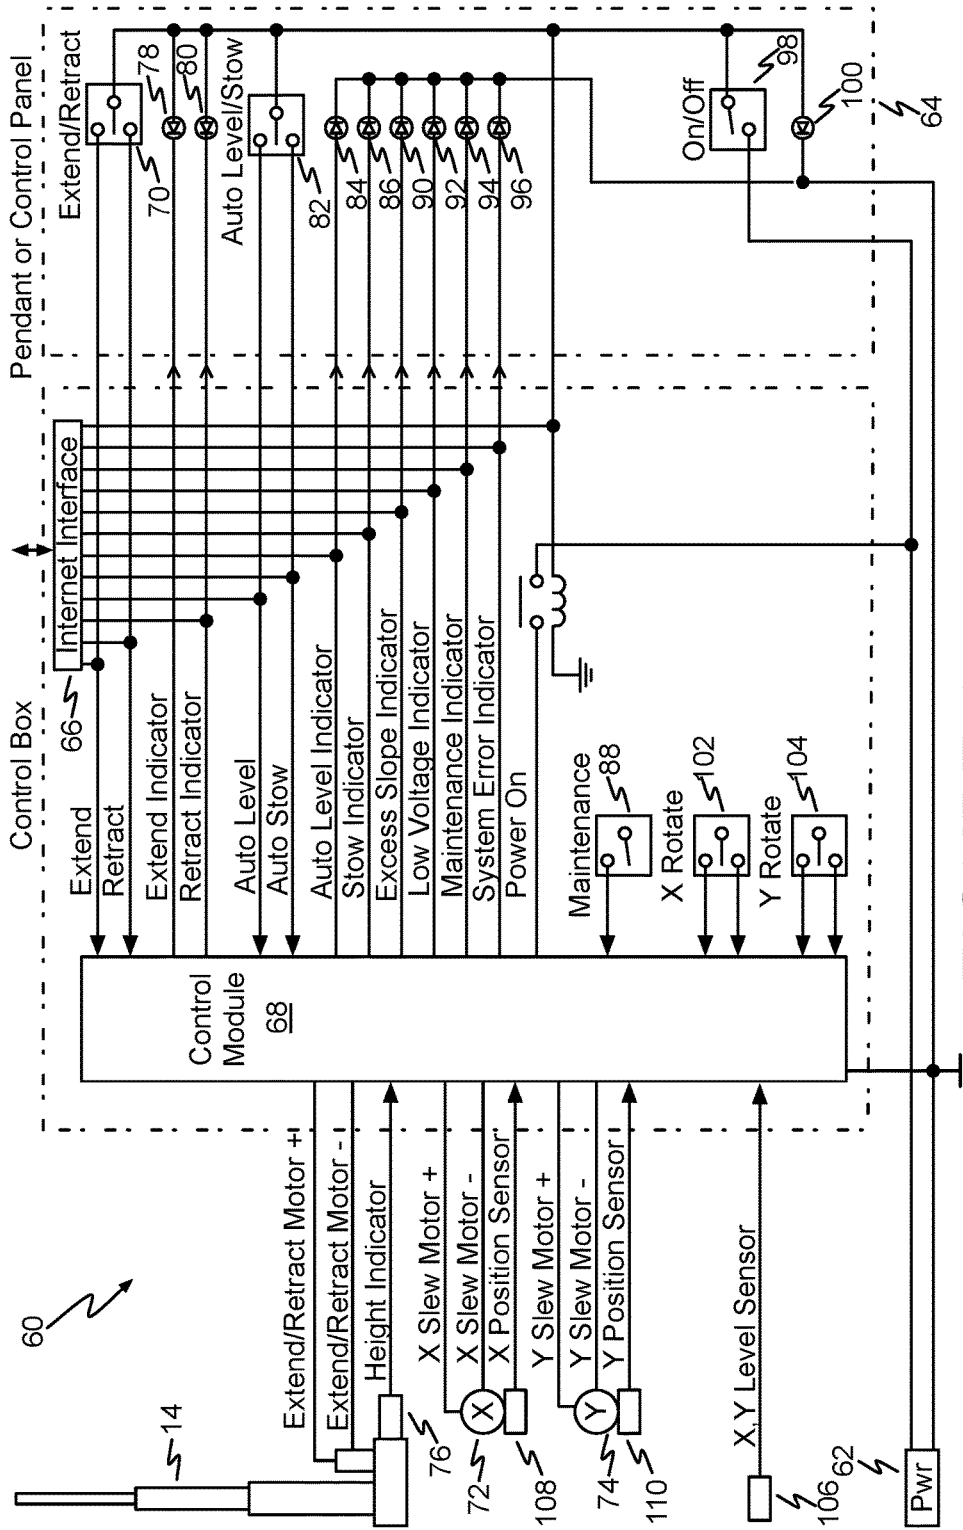 Pendant or Control Panel
Extend/Retract
70
78
80
Auto Level/Stow
82
84
86
90
92
94
96
On/Off
98
100
64
Control Box
66
Internet Interface
Extend
Retract
Extend Indicator
Retract Indicator
Auto Level
Auto Stow
Auto Level Indicator
Stow Indicator
Excess Slope Indicator
Low Voltage Indicator
Maintenance Indicator
System Error Indicator
Power On
Maintenance
88
X Rotate
102
Y Rotate
104
Control
Module
68
60
14
Extend/Retract Motor +
Extend/Retract Motor -
Height Indicator
76
X Slew Motor +
X Slew Motor -
X Position Sensor
X
72
108
Y Slew Motor +
Y Slew Motor -
Y Position Sensor
Y
74
110
X,Y Level Sensor
106
62
Pwr